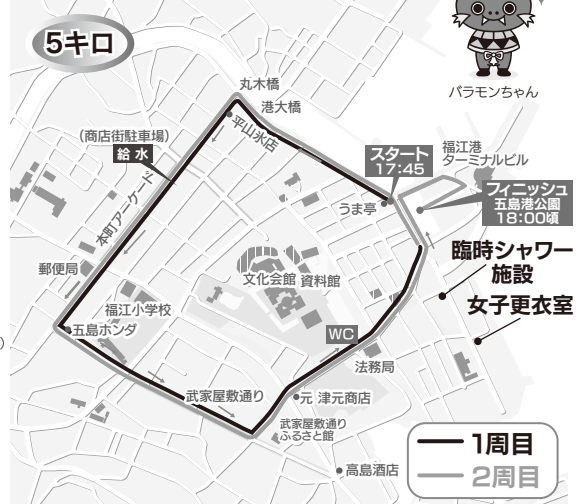 5キロ
バラモンちゃん
丸木橋
港大橋
平山氷店
(商店街駐車場)
給水
本町アーケード
スタート
17:45
うま亭
福江港
ターミナルビル
フィニッシュ
五島港公園
18:00頃
臨時シャワー
施設
女子更衣室
郵便局
文化会館
資料館
福江小学校
五島ホンダ
WC
法務局
武家屋敷通り
元 津元商店
武家屋敷通り
ふるさと館
高島酒店
1周目
2周目
)